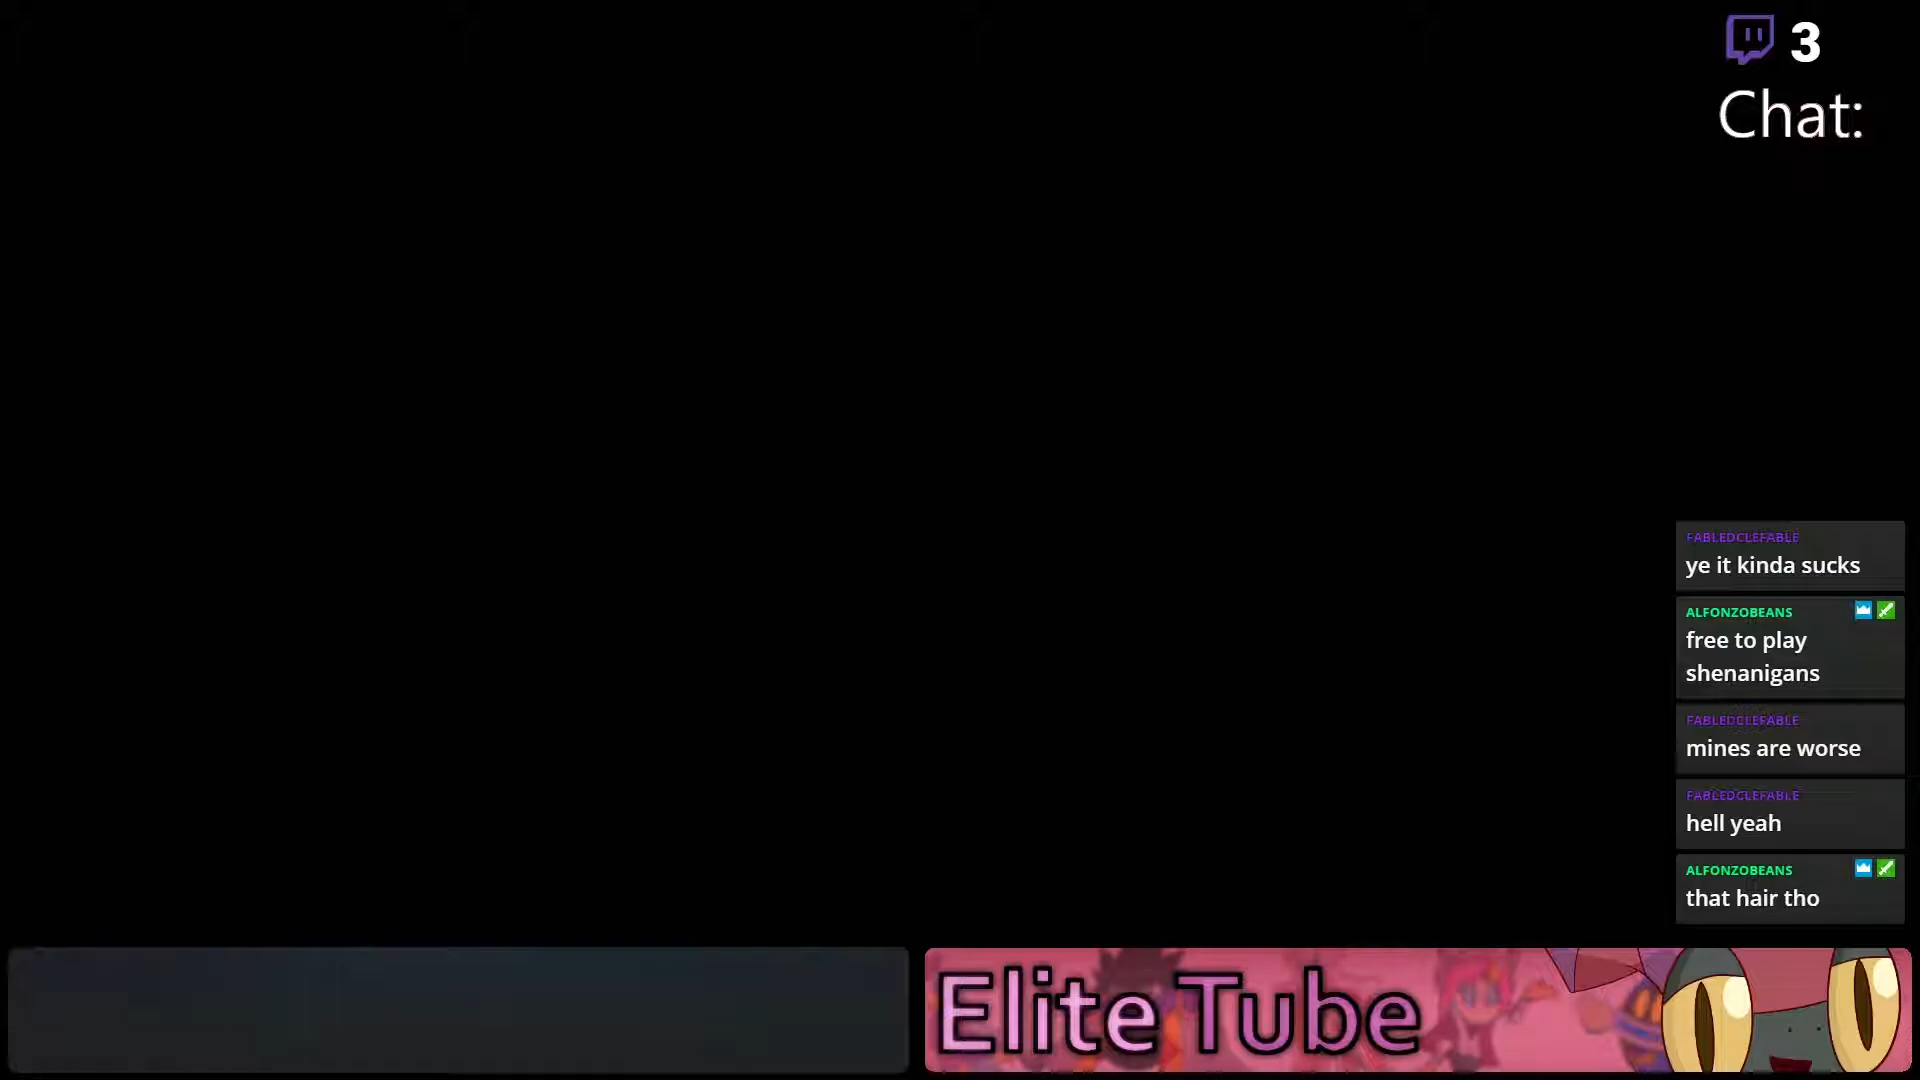 3
Chat:
FABLEDCLEFABLE
ye it kinda sucks
ALFONZOBEANS
free to play
shenanigans
FABLEDCLEFABLE
mines are worse
FABLEDCLEFABLE
hell yeah
ALFONZOBEANS
that hair tho
Elite Tube